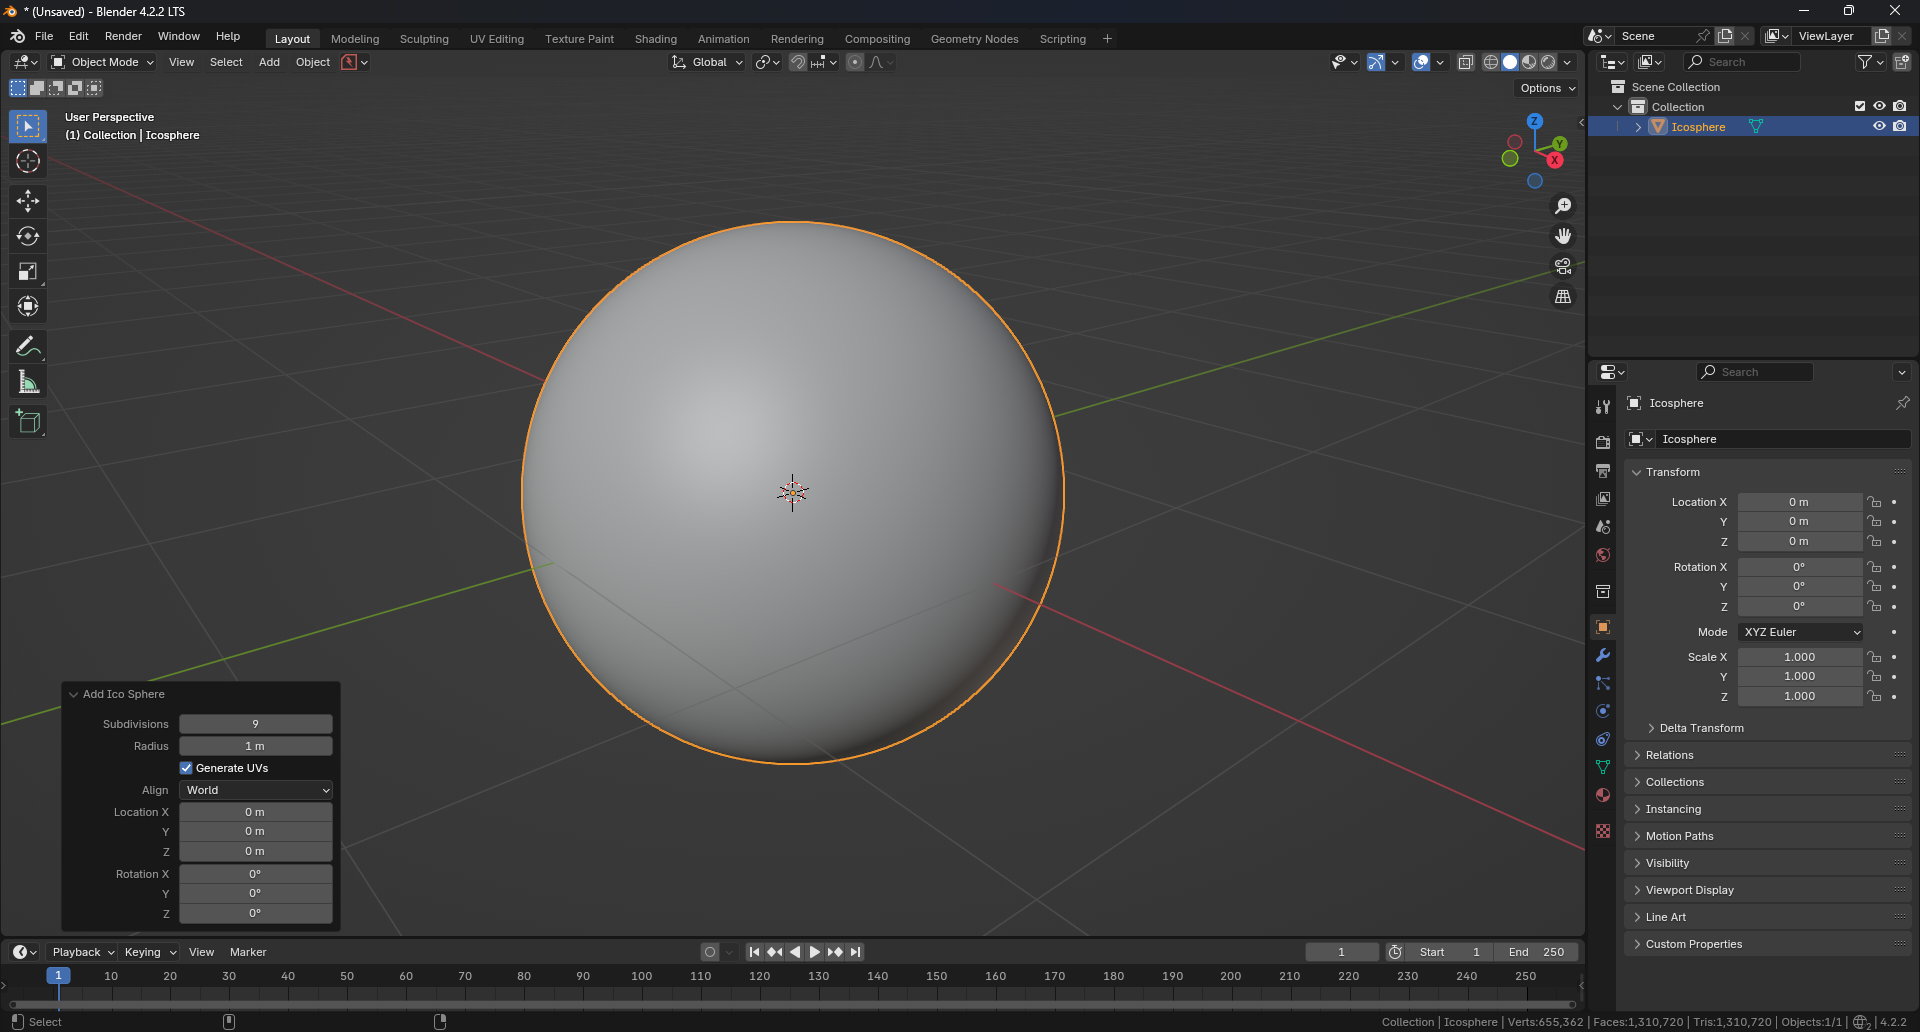 * (Unsaved) - Blender 4.2.2 LTS
File Edit Render Window Help
Layout Modeling Sculpting UV Editing Texture Paint Shading Animation Rendering Compositing Geometry Nodes Scripting +
Scene
ViewLayer
Object Mode View Select Add Object
Global
Options
User Perspective
(1) Collection | Icosphere
Z
Y
X
Search
Scene Collection
Collection
Icosphere
Search
Icosphere
Icosphere
Transform
Location X 0 m
Y 0 m
Z 0 m
Rotation X 0°
Y 0°
Z 0°
Mode XYZ Euler
Scale X 1.000
Y 1.000
Z 1.000
Delta Transform
Relations
Collections
Instancing
Motion Paths
Visibility
Viewport Display
Line Art
Custom Properties
Add Ico Sphere
Subdivisions 9
Radius 1 m
Generate UVs
Align World
Location X 0 m
Y 0 m
Z 0 m
Rotation X 0°
Y 0°
Z 0°
Playback Keying View Marker
1 Start 1 End 250
1 10 20 30 40 50 60 70 80 90 100 110 120 130 140 150 160 170 180 190 200 210 220 230 240 250
Select
Collection | Icosphere | Verts:655,362 | Faces:1,310,720 | Tris:1,310,720 | Objects:1/1 | 2 | 4.2.2